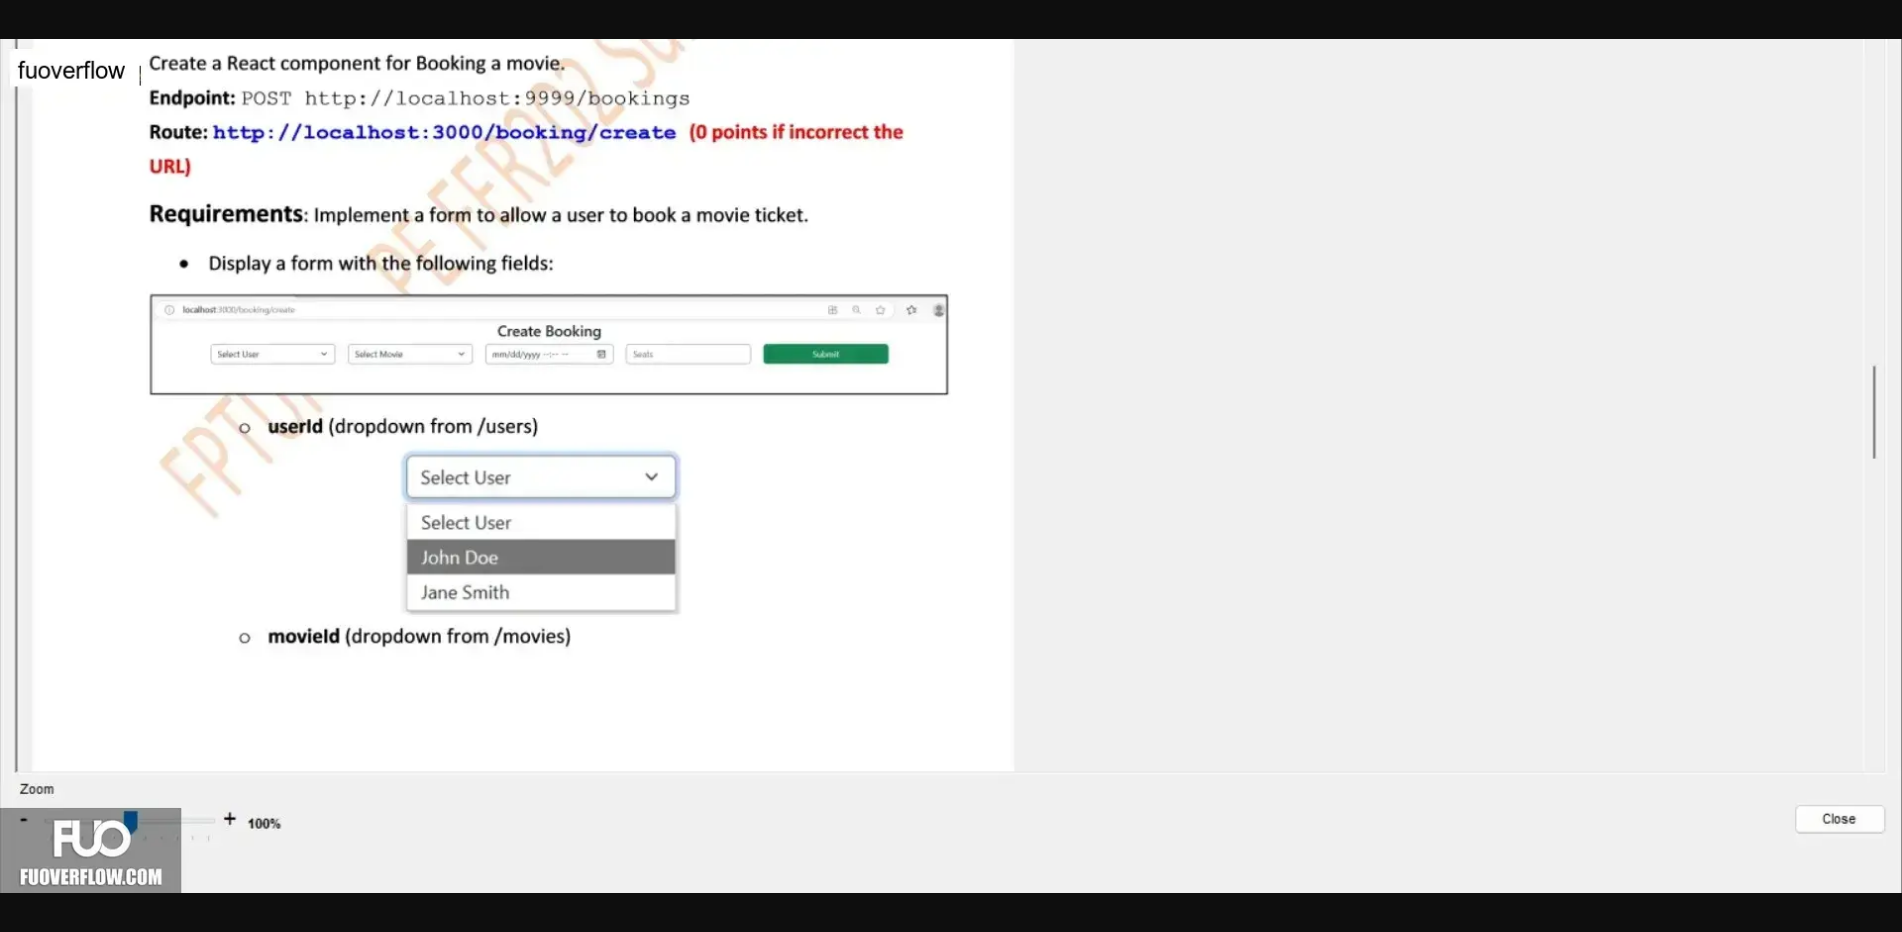 fuoverflow
Create a React component for Booking a movie.
Endpoint: POST http://localhost:9999/bookings
Route: http://localhost:3000/booking/create (0 points if incorrect the
URL)
Requirements: Implement a form to allow a user to book a movie ticket.
• Display a form with the following fields:
localhost:3000/booking/create
Create Booking
Select User Select Movie mm/dd/yyyy --:-- -- Seats Submit
o userId (dropdown from /users)
Select User
Select User
John Doe
Jane Smith
o movieId (dropdown from /movies)
PE FER202
FPTU
Zoom
- + 100%
Close
FUO
FUOVERFLOW.COM